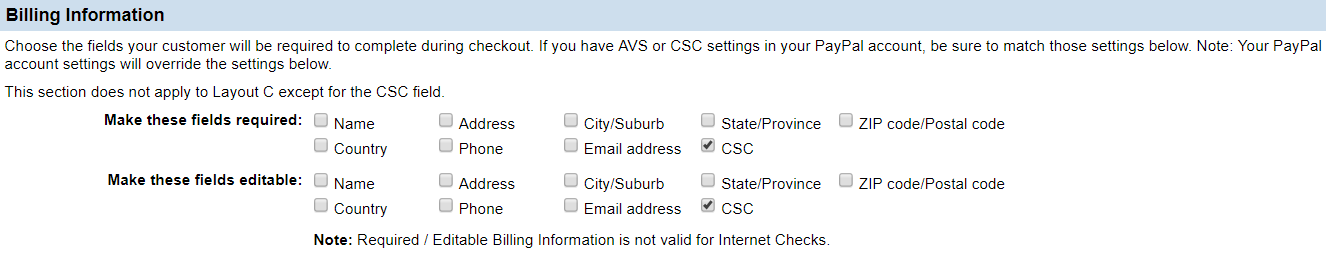 Billing Information
Choose the fields your customer will be required to complete during checkout. If you have AVS or CSC settings in your PayPal account, be sure to match those settings below. Note: Your PayPal
account settings will override the settings below.
This section does not apply to Layout C except for the CSC field.
Make these fields required: Name Address City/Suburb State/Province ZIP code/Postal code
Country Phone Email address CSC
Make these fields editable: Name Address City/Suburb State/Province ZIP code/Postal code
Country Phone Email address CSC
Note: Required / Editable Billing Information is not valid for Internet Checks.